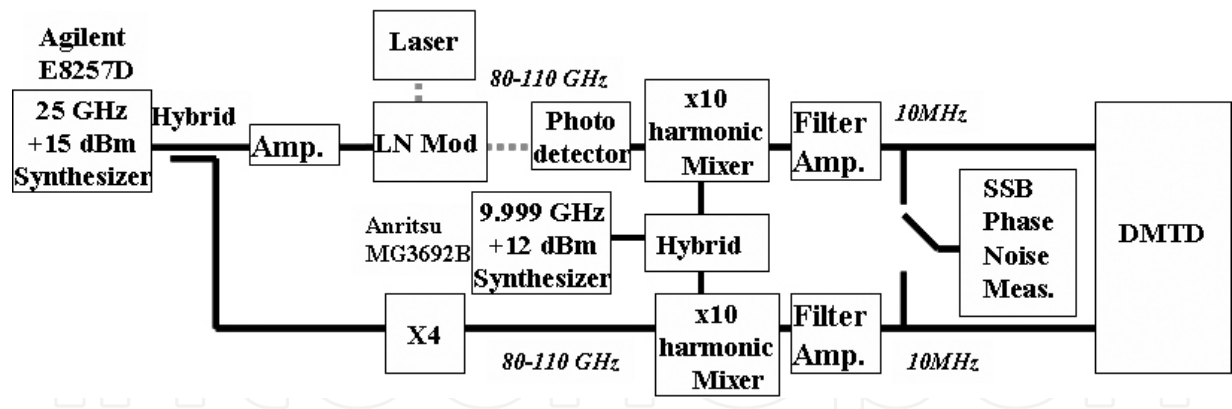 Agilent
E8257D
25 GHz
+15 dBm
Synthesizer
Hybrid
Amp.
Laser
LN Mod
80-110 GHz
Photo
detector
x10
harmonic
Mixer
Filter
Amp.
10MHz
Anritsu
MG3692B
9.999 GHz
+12 dBm
Synthesizer
Hybrid
SSB
Phase
Noise
Meas.
DMTD
X4
80-110 GHz
x10
harmonic
Mixer
Filter
Amp.
10MHz